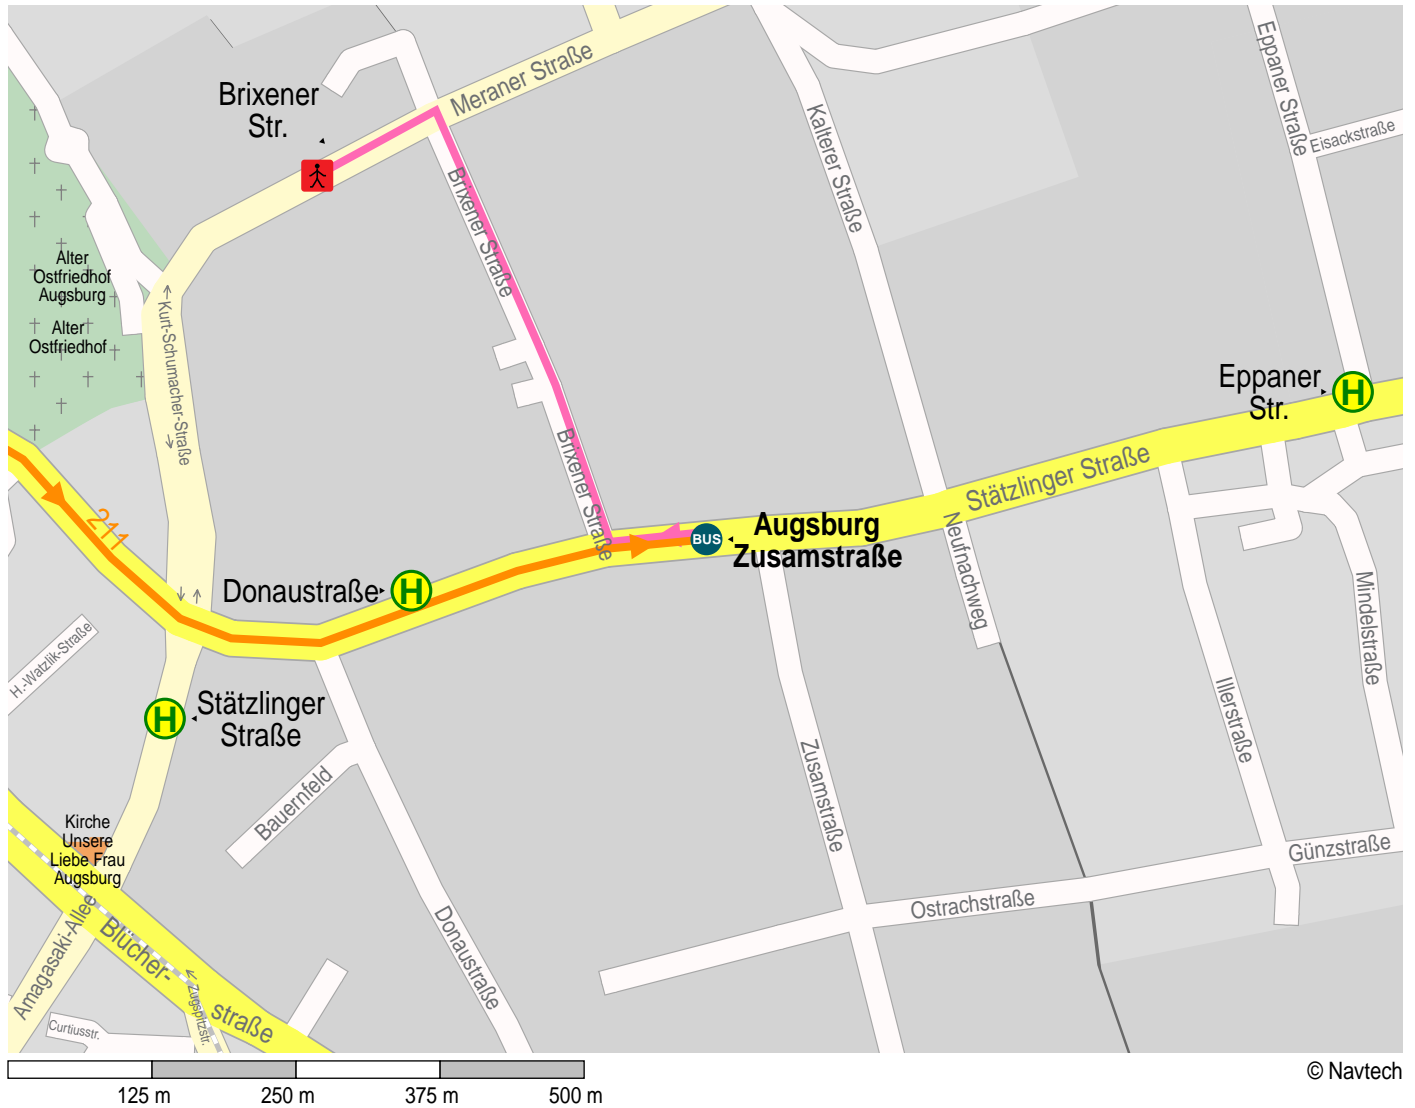 Brixener
Str.
Meraner Straße
Kalterer Straße
Eppaner Straße
Eisackstraße
Brixener Straße
Alter
Ostfriedhof
Augsburg
Alter
Ostfriedhof
Kurt-Schumacher-Straße
Eppaner
Str.
H
Brixener Straße
Stätzlinger Straße
211
BUS
Augsburg
Zusamstraße
Neufnachweg
Donaustraße
H
Mindelstraße
H.-Watzlik-Straße
Illerstraße
H
Stätzlinger
Straße
Zusamstraße
Bauernfeld
Kirche
Unsere
Liebe Frau
Augsburg
Günzstraße
Ostrachstraße
Donaustraße
Amagasaki-Allee
Blücher-
straße
Zugspitzstr.
Curtiusstr.
© Navtech
125 m
250 m
375 m
500 m